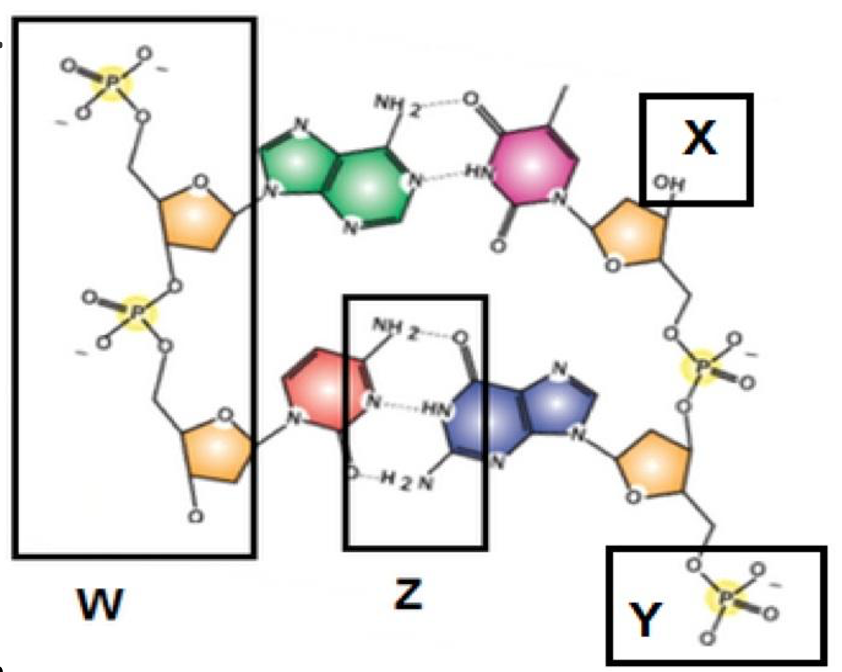 O P O −
− O O
N NH 2 O
X
N N HN OH
O N O N
O O
O P O
− O O
NH 2 O N
O P O −
N N HN N O
O O H 2 N N O
O
O P O −
O
O
W Z Y